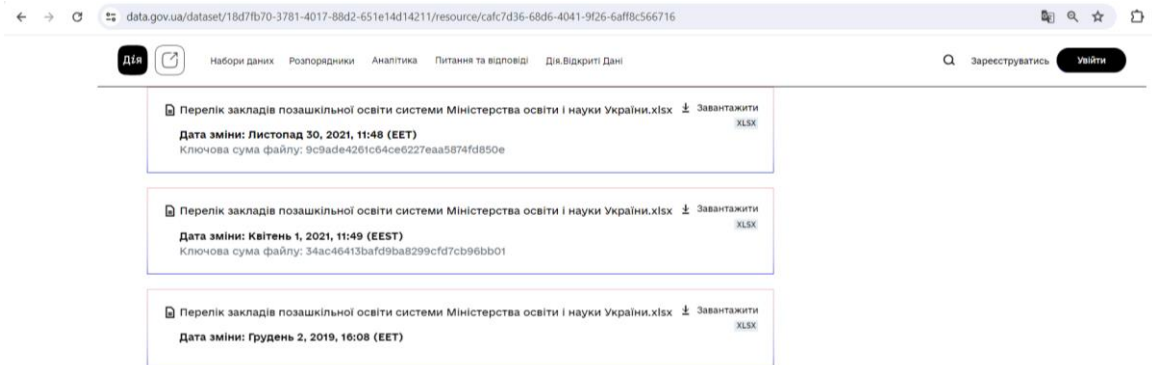 data.gov.ua/dataset/18d7fb70-3781-4017-88d2-651e14d14211/resource/cafc7d36-68d6-4041-9f26-6aff8c566716
Дія Набори даних Розпорядники Аналітика Питання та відповіді Дія.Відкриті Дані Зареєструватись Увійти
Перелік закладів позашкільної освіти системи Міністерства освіти і науки України.xlsx Завантажити
XLSX
Дата зміни: Листопад 30, 2021, 11:48 (EET)
Ключова сума файлу: 9c9ade4261c64ce6227eaa5874fd850e
Перелік закладів позашкільної освіти системи Міністерства освіти і науки України.xlsx Завантажити
XLSX
Дата зміни: Квітень 1, 2021, 11:49 (EEST)
Ключова сума файлу: 34ac46413bafd9ba8299cfd7cb96bb01
Перелік закладів позашкільної освіти системи Міністерства освіти і науки України.xlsx Завантажити
XLSX
Дата зміни: Грудень 2, 2019, 16:08 (EET)